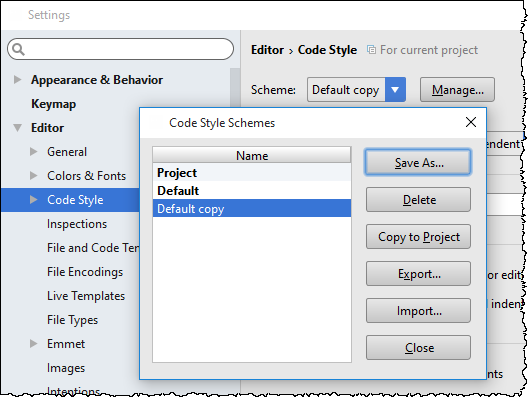 Settings
Editor › Code Style
For current project
Scheme: Default copy Manage...
Appearance & Behavior
Keymap
Editor
General
Colors & Fonts
Code Style
Inspections
File and Code Ten
File Encodings
Live Templates
File Types
Emmet
Images
Intentions
Code Style Schemes
Name
Project
Default
Default copy
Save As...
Delete
Copy to Project
Export...
Import...
Close
endent
or edit
d inden
nts